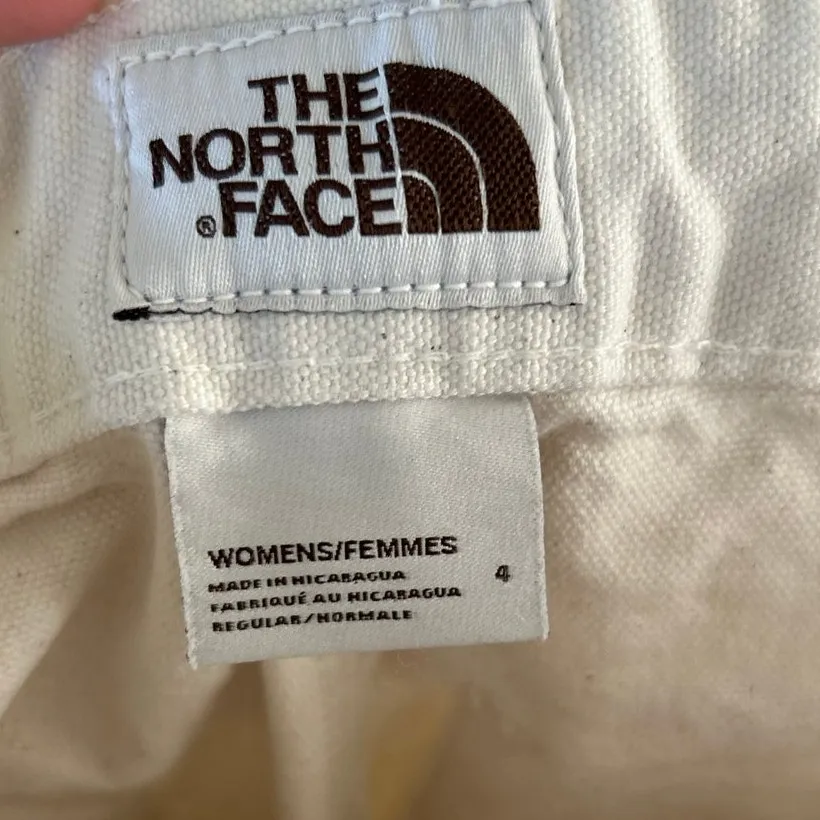 THE
NORTH
®FACE
WOMENS/FEMMES
MADE IN NICARAGUA
FABRIQUÉ AU NICARAGUA
REGULAR/NORMALE
4